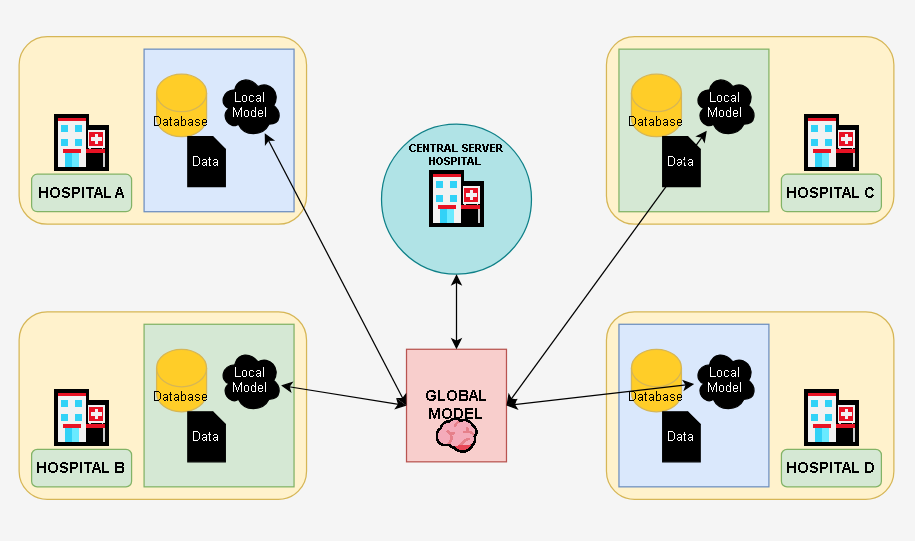 Database
Local
Model
Data
HOSPITAL A
CENTRAL SERVER
HOSPITAL
Database
Local
Model
Data
HOSPITAL C
Database
Local
Model
Data
HOSPITAL B
GLOBAL
MODEL
Database
Local
Model
Data
HOSPITAL D